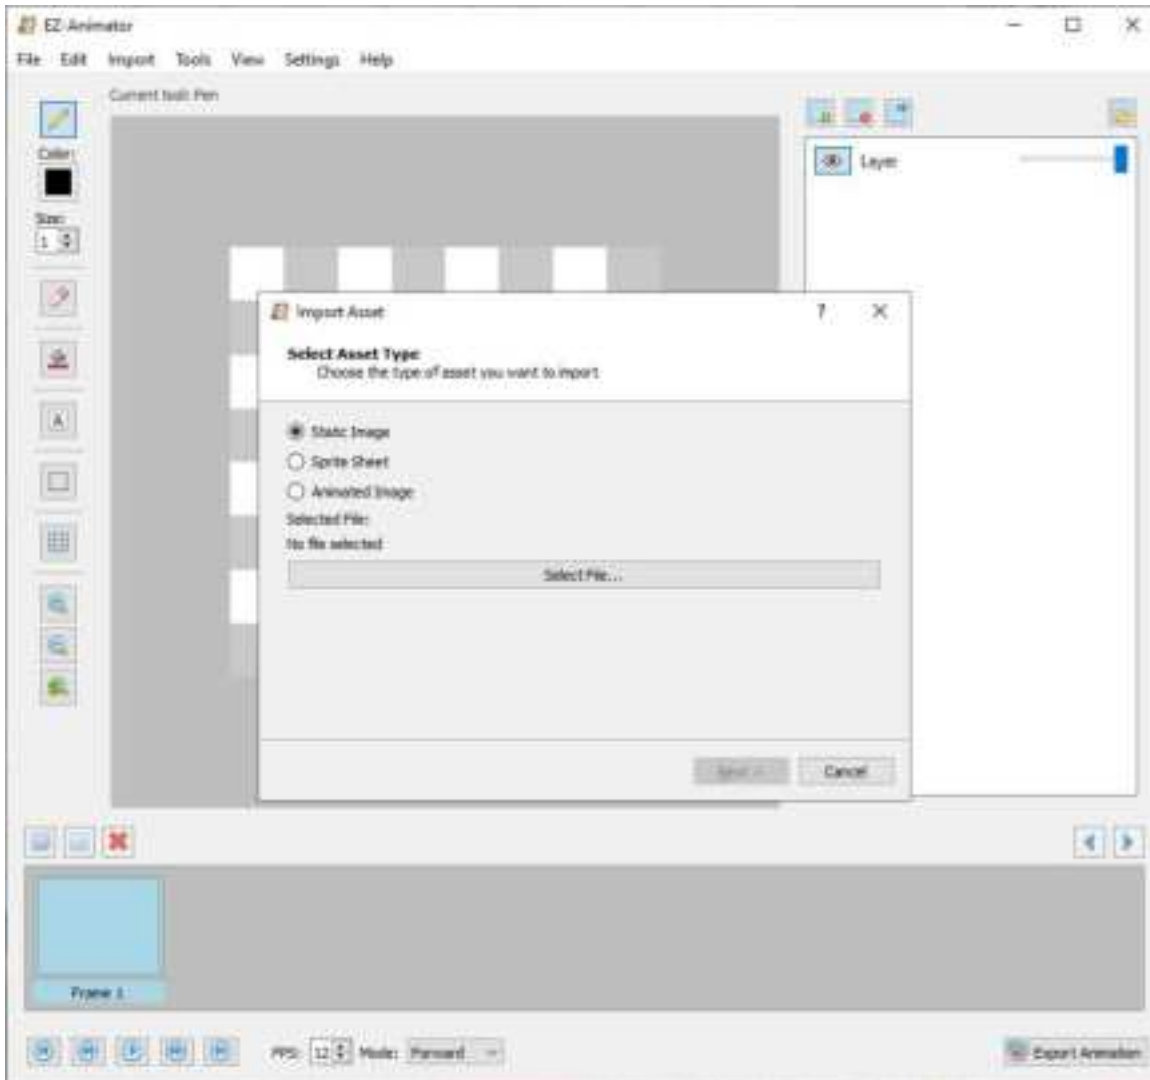 EZ-Animator
File Edit Import Tools View Settings Help
Current tool: Pen
Color:
Size:
1
Layer
Import Asset
?
Select Asset Type
Choose the type of asset you want to import
Static Image
Sprite Sheet
Animated Image
Selected File:
No file selected
Select File...
Next >
Cancel
A
Frame 1
FPS: 12 Mode: Forward
Export Animation